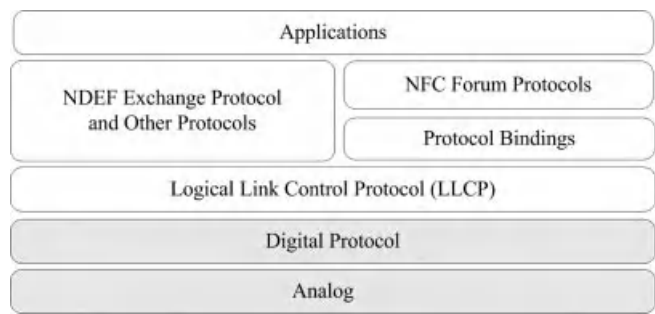 Applications
NDEF Exchange Protocol
and Other Protocols
NFC Forum Protocols
Protocol Bindings
Logical Link Control Protocol (LLCP)
Digital Protocol
Analog